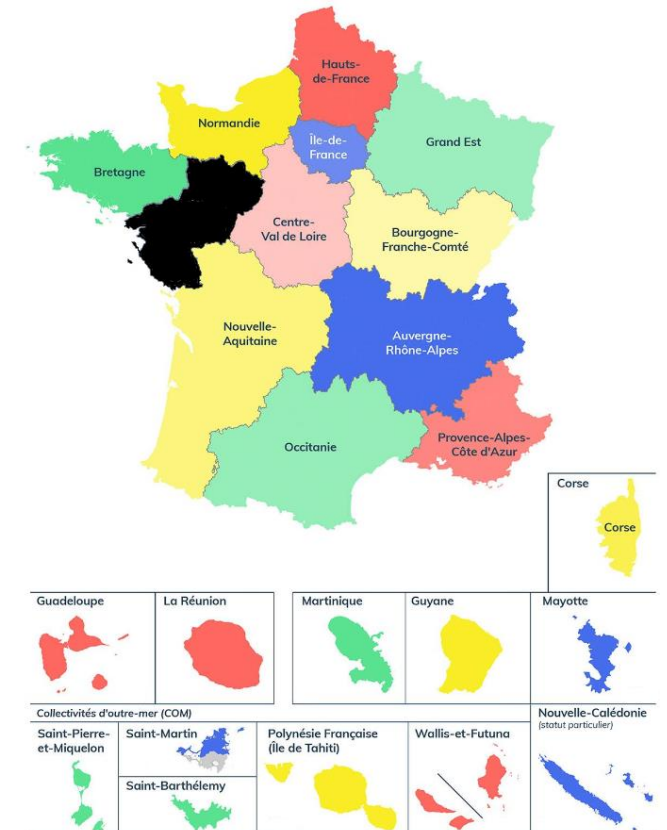 Hauts-
de-France
Normandie
Île-de-
France
Grand Est
Bretagne
Centre-
Val de Loire
Bourgogne-
Franche-Comté
Nouvelle-
Aquitaine
Auvergne-
Rhône-Alpes
Occitanie
Provence-Alpes-
Côte d'Azur
Corse
Corse
Guadeloupe
La Réunion
Martinique
Guyane
Mayotte
Collectivités d'outre-mer (COM)
Saint-Pierre-
et-Miquelon
Saint-Martin
Saint-Barthélemy
Polynésie Française
(Île de Tahiti)
Wallis-et-Futuna
Nouvelle-Calédonie
(statut particulier)